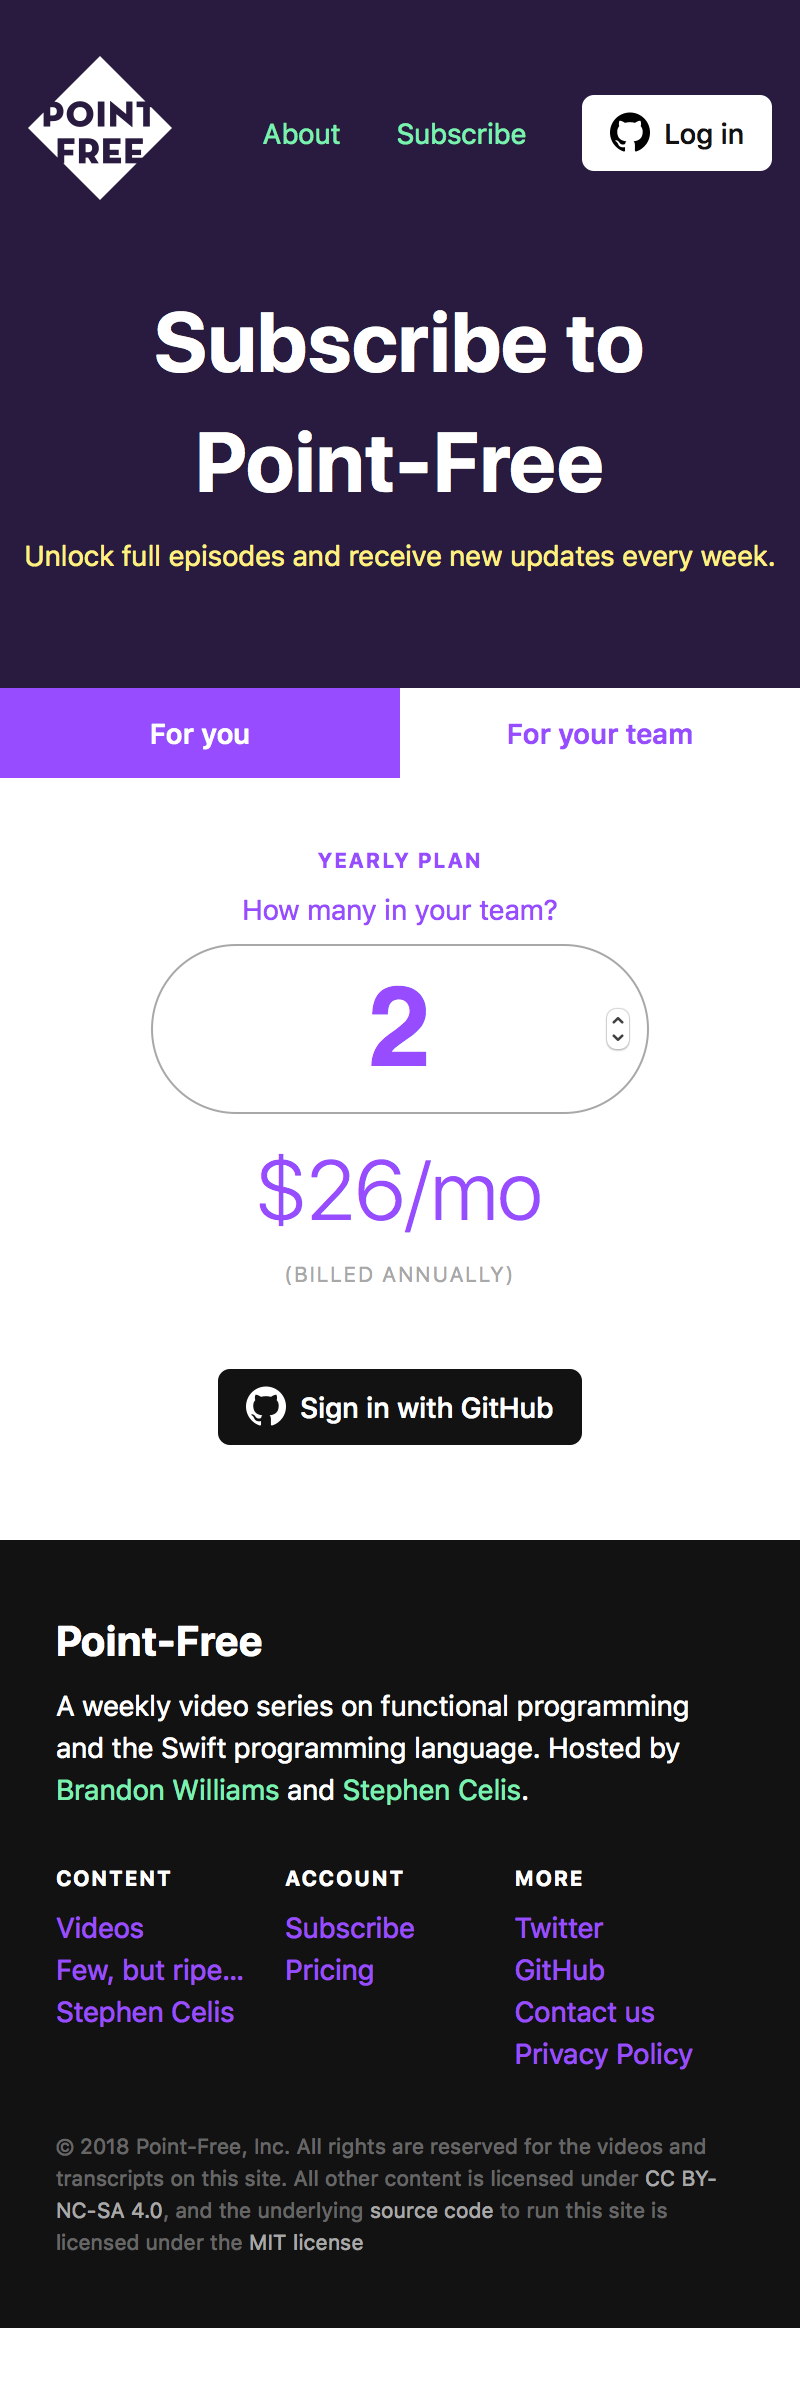 POINT
FREE
About
Subscribe
Log in
Subscribe to
Point-Free
Unlock full episodes and receive new updates every week.
For you
For your team
YEARLY PLAN
How many in your team?
2
$26/mo
(BILLED ANNUALLY)
Sign in with GitHub
Point-Free
A weekly video series on functional programming
and the Swift programming language. Hosted by
Brandon Williams and Stephen Celis.
CONTENT
Videos
Few, but ripe...
Stephen Celis
ACCOUNT
Subscribe
Pricing
MORE
Twitter
GitHub
Contact us
Privacy Policy
© 2018 Point-Free, Inc. All rights are reserved for the videos and
transcripts on this site. All other content is licensed under CC BY-
NC-SA 4.0, and the underlying source code to run this site is
licensed under the MIT license